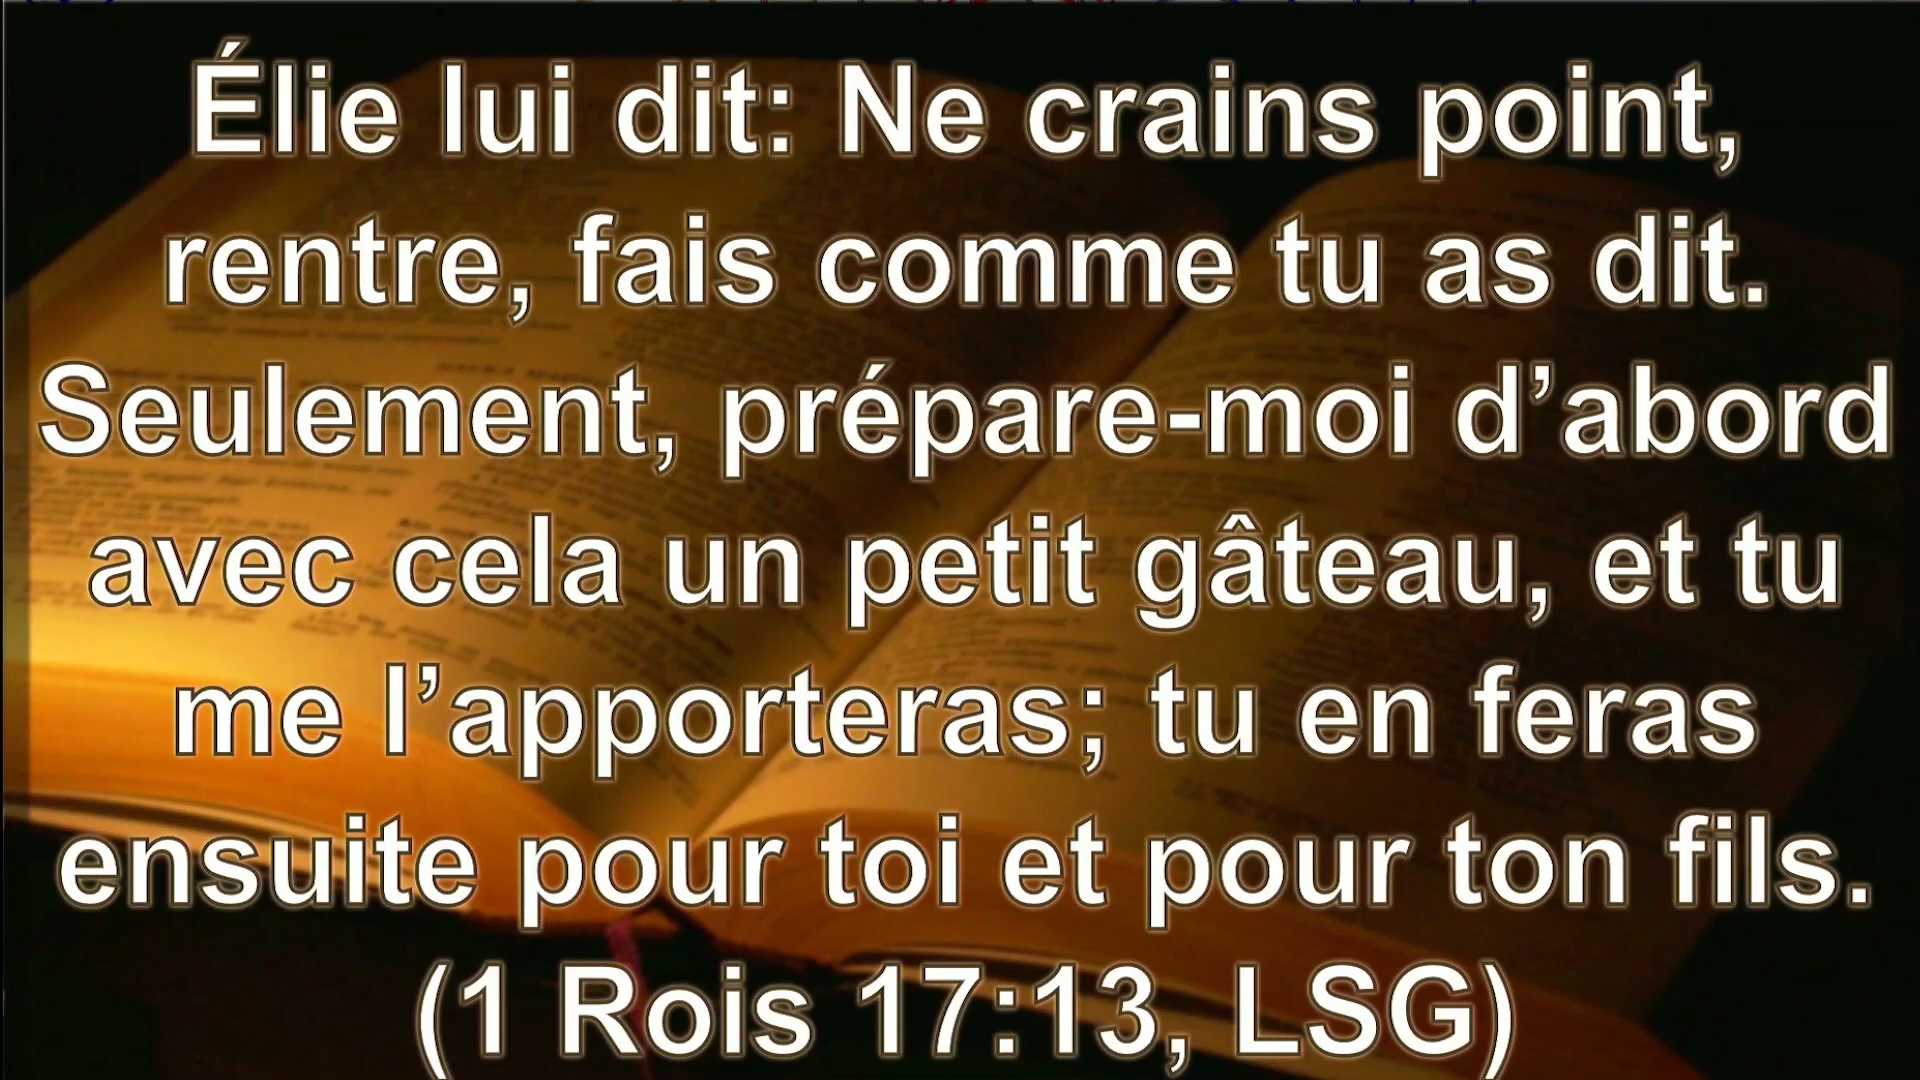 Élie lui dit: Ne crains point,
rentre, fais comme tu as dit.
Seulement, prépare-moi d’abord
avec cela un petit gâteau, et tu
me l’apporteras; tu en feras
ensuite pour toi et pour ton fils.
(1 Rois 17:13, LSG)